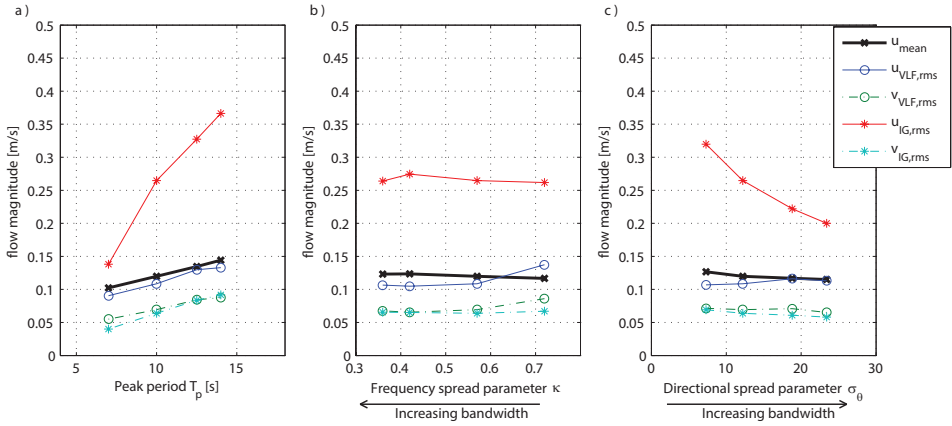 a)
flow magnitude [m/s]
0.5
0.45
0.4
0.35
0.3
0.25
0.2
0.15
0.1
0.05
0
5
10
15
Peak period T_p [s]
b)
flow magnitude [m/s]
0.5
0.45
0.4
0.35
0.3
0.25
0.2
0.15
0.1
0.05
0
0.3
0.4
0.5
0.6
0.7
Frequency spread parameter κ
Increasing bandwidth
c)
flow magnitude [m/s]
0.5
0.45
0.4
0.35
0.3
0.25
0.2
0.15
0.1
0.05
0
0
10
20
30
Directional spread parameter σ_θ
Increasing bandwidth
u_mean
u_VLF,rms
v_VLF,rms
u_IG,rms
v_IG,rms